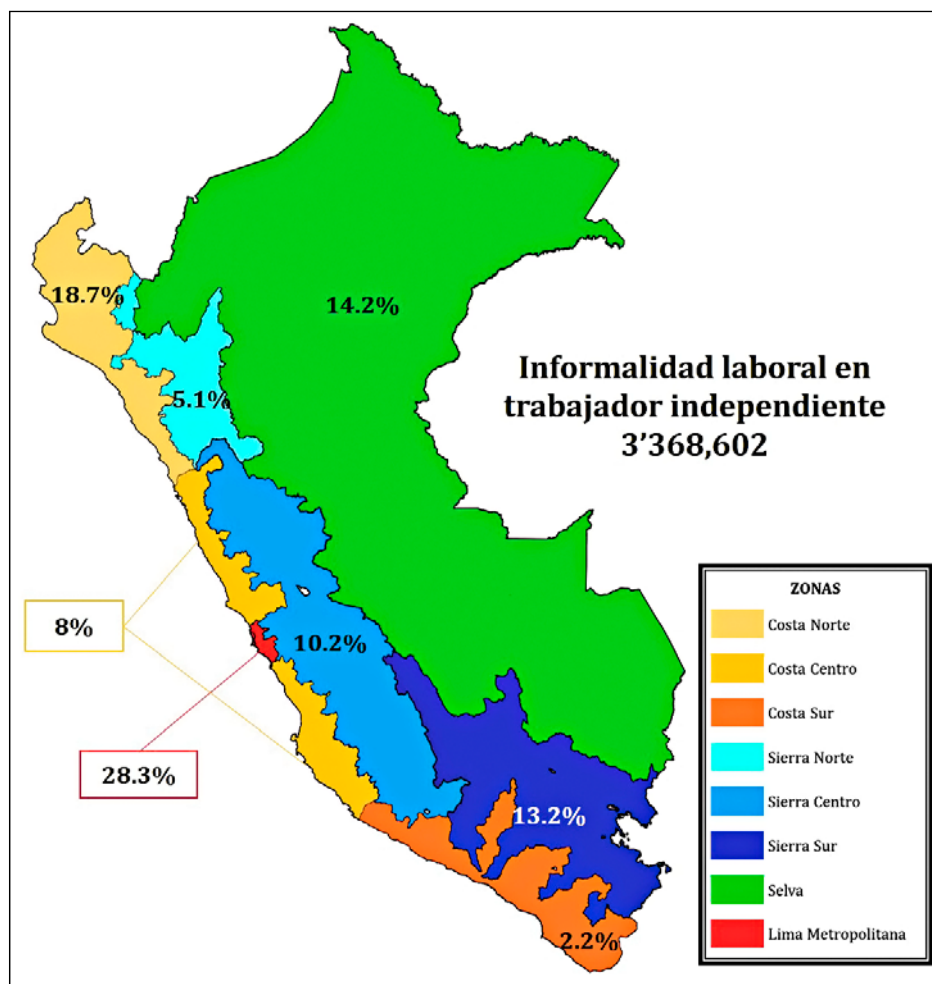 18.7%
14.2%
Informalidad laboral en
trabajador independiente
3’368,602
5.1%
8%
10.2%
28.3%
13.2%
2.2%
ZONAS
Costa Norte
Costa Centro
Costa Sur
Sierra Norte
Sierra Centro
Sierra Sur
Selva
Lima Metropolitana